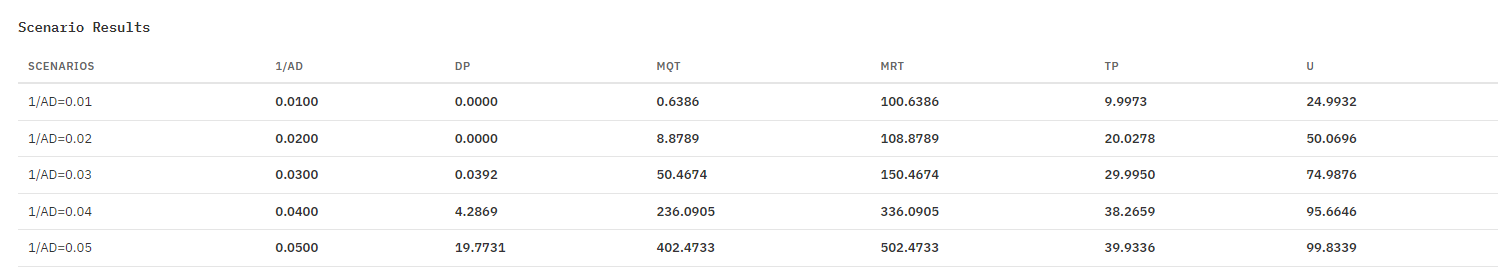 Scenario Results
SCENARIOS 1/AD DP MQT MRT TP U
1/AD=0.01 0.0100 0.0000 0.6386 100.6386 9.9973 24.9932
1/AD=0.02 0.0200 0.0000 8.8789 108.8789 20.0278 50.0696
1/AD=0.03 0.0300 0.0392 50.4674 150.4674 29.9950 74.9876
1/AD=0.04 0.0400 4.2869 236.0905 336.0905 38.2659 95.6646
1/AD=0.05 0.0500 19.7731 402.4733 502.4733 39.9336 99.8339